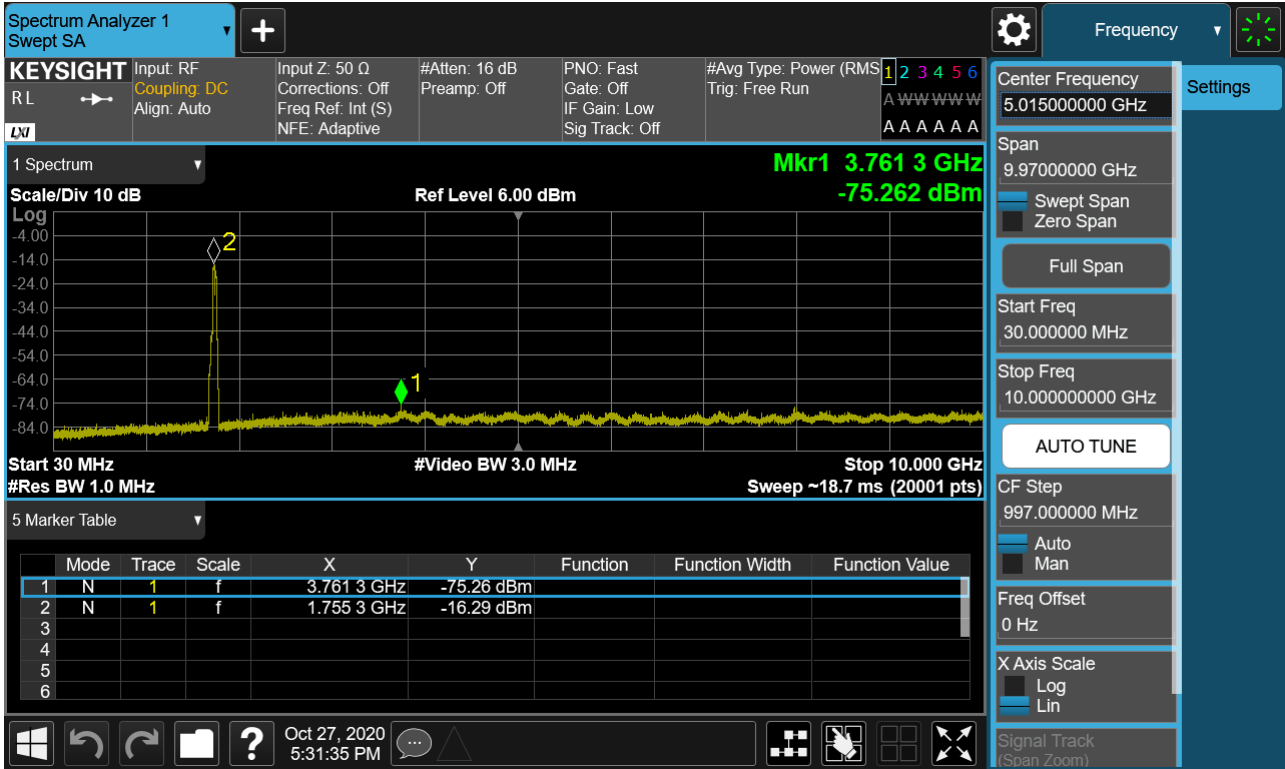 Spectrum Analyzer 1
Swept SA
+
Frequency
KEYSIGHT
R L
LXI
Input: RF
Coupling: DC
Align: Auto
Input Z: 50 Ω
Corrections: Off
Freq Ref: Int (S)
NFE: Adaptive
#Atten: 16 dB
Preamp: Off
PNO: Fast
Gate: Off
IF Gain: Low
Sig Track: Off
#Avg Type: Power (RMS
Trig: Free Run
1 2 3 4 5 6
A W W W W W
A A A A A A
Center Frequency
5.015000000 GHz
Settings
Span
9.97000000 GHz
Swept Span
Zero Span
Full Span
Start Freq
30.000000 MHz
Stop Freq
10.000000000 GHz
AUTO TUNE
CF Step
997.000000 MHz
Auto
Man
Freq Offset
0 Hz
X Axis Scale
Log
Lin
Signal Track
(Span Zoom)
1 Spectrum
Mkr1 3.761 3 GHz
-75.262 dBm
Scale/Div 10 dB
Ref Level 6.00 dBm
Log
-4.00
-14.0
-24.0
-34.0
-44.0
-54.0
-64.0
-74.0
-84.0
2
1
Start 30 MHz
#Video BW 3.0 MHz
Stop 10.000 GHz
#Res BW 1.0 MHz
Sweep ~18.7 ms (20001 pts)
5 Marker Table
Mode Trace Scale X Y Function Function Width Function Value
1 N 1 f 3.761 3 GHz -75.26 dBm
2 N 1 f 1.755 3 GHz -16.29 dBm
3
4
5
6
?
Oct 27, 2020
5:31:35 PM